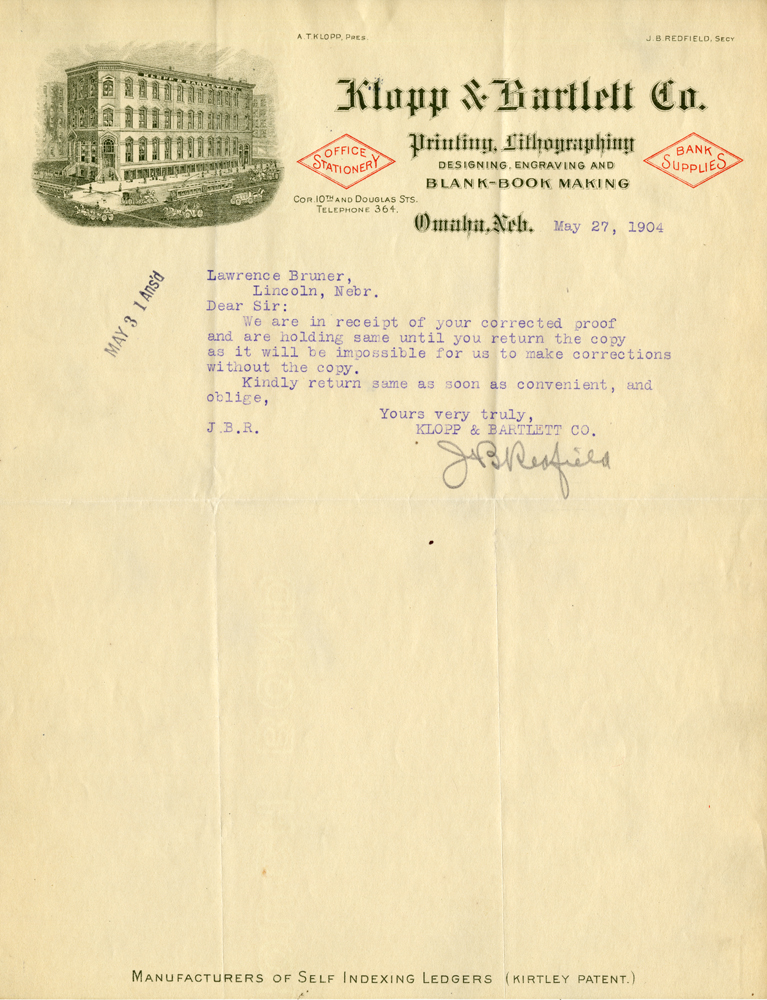 A. T. KLOPP, PRES.
J. B. REDFIELD, SECY
Klopp & Bartlett Co.
OFFICE STATIONERY
Printing, Lithographing
DESIGNING, ENGRAVING AND
BLANK-BOOK MAKING
BANK SUPPLIES
COR. 10TH AND DOUGLAS STS.
TELEPHONE 364.
Omaha, Neb. May 27, 1904
MAY 31 Ans'd
Lawrence Bruner,
Lincoln, Nebr.
Dear Sir:
We are in receipt of your corrected proof
and are holding same until you return the copy
as it will be impossible for us to make corrections
without the copy.
Kindly return same as soon as convenient, and
oblige,
Yours very truly,
J.B.R. KLOPP & BARTLETT CO.
J B Redfield
MANUFACTURERS OF SELF INDEXING LEDGERS (KIRTLEY PATENT.)